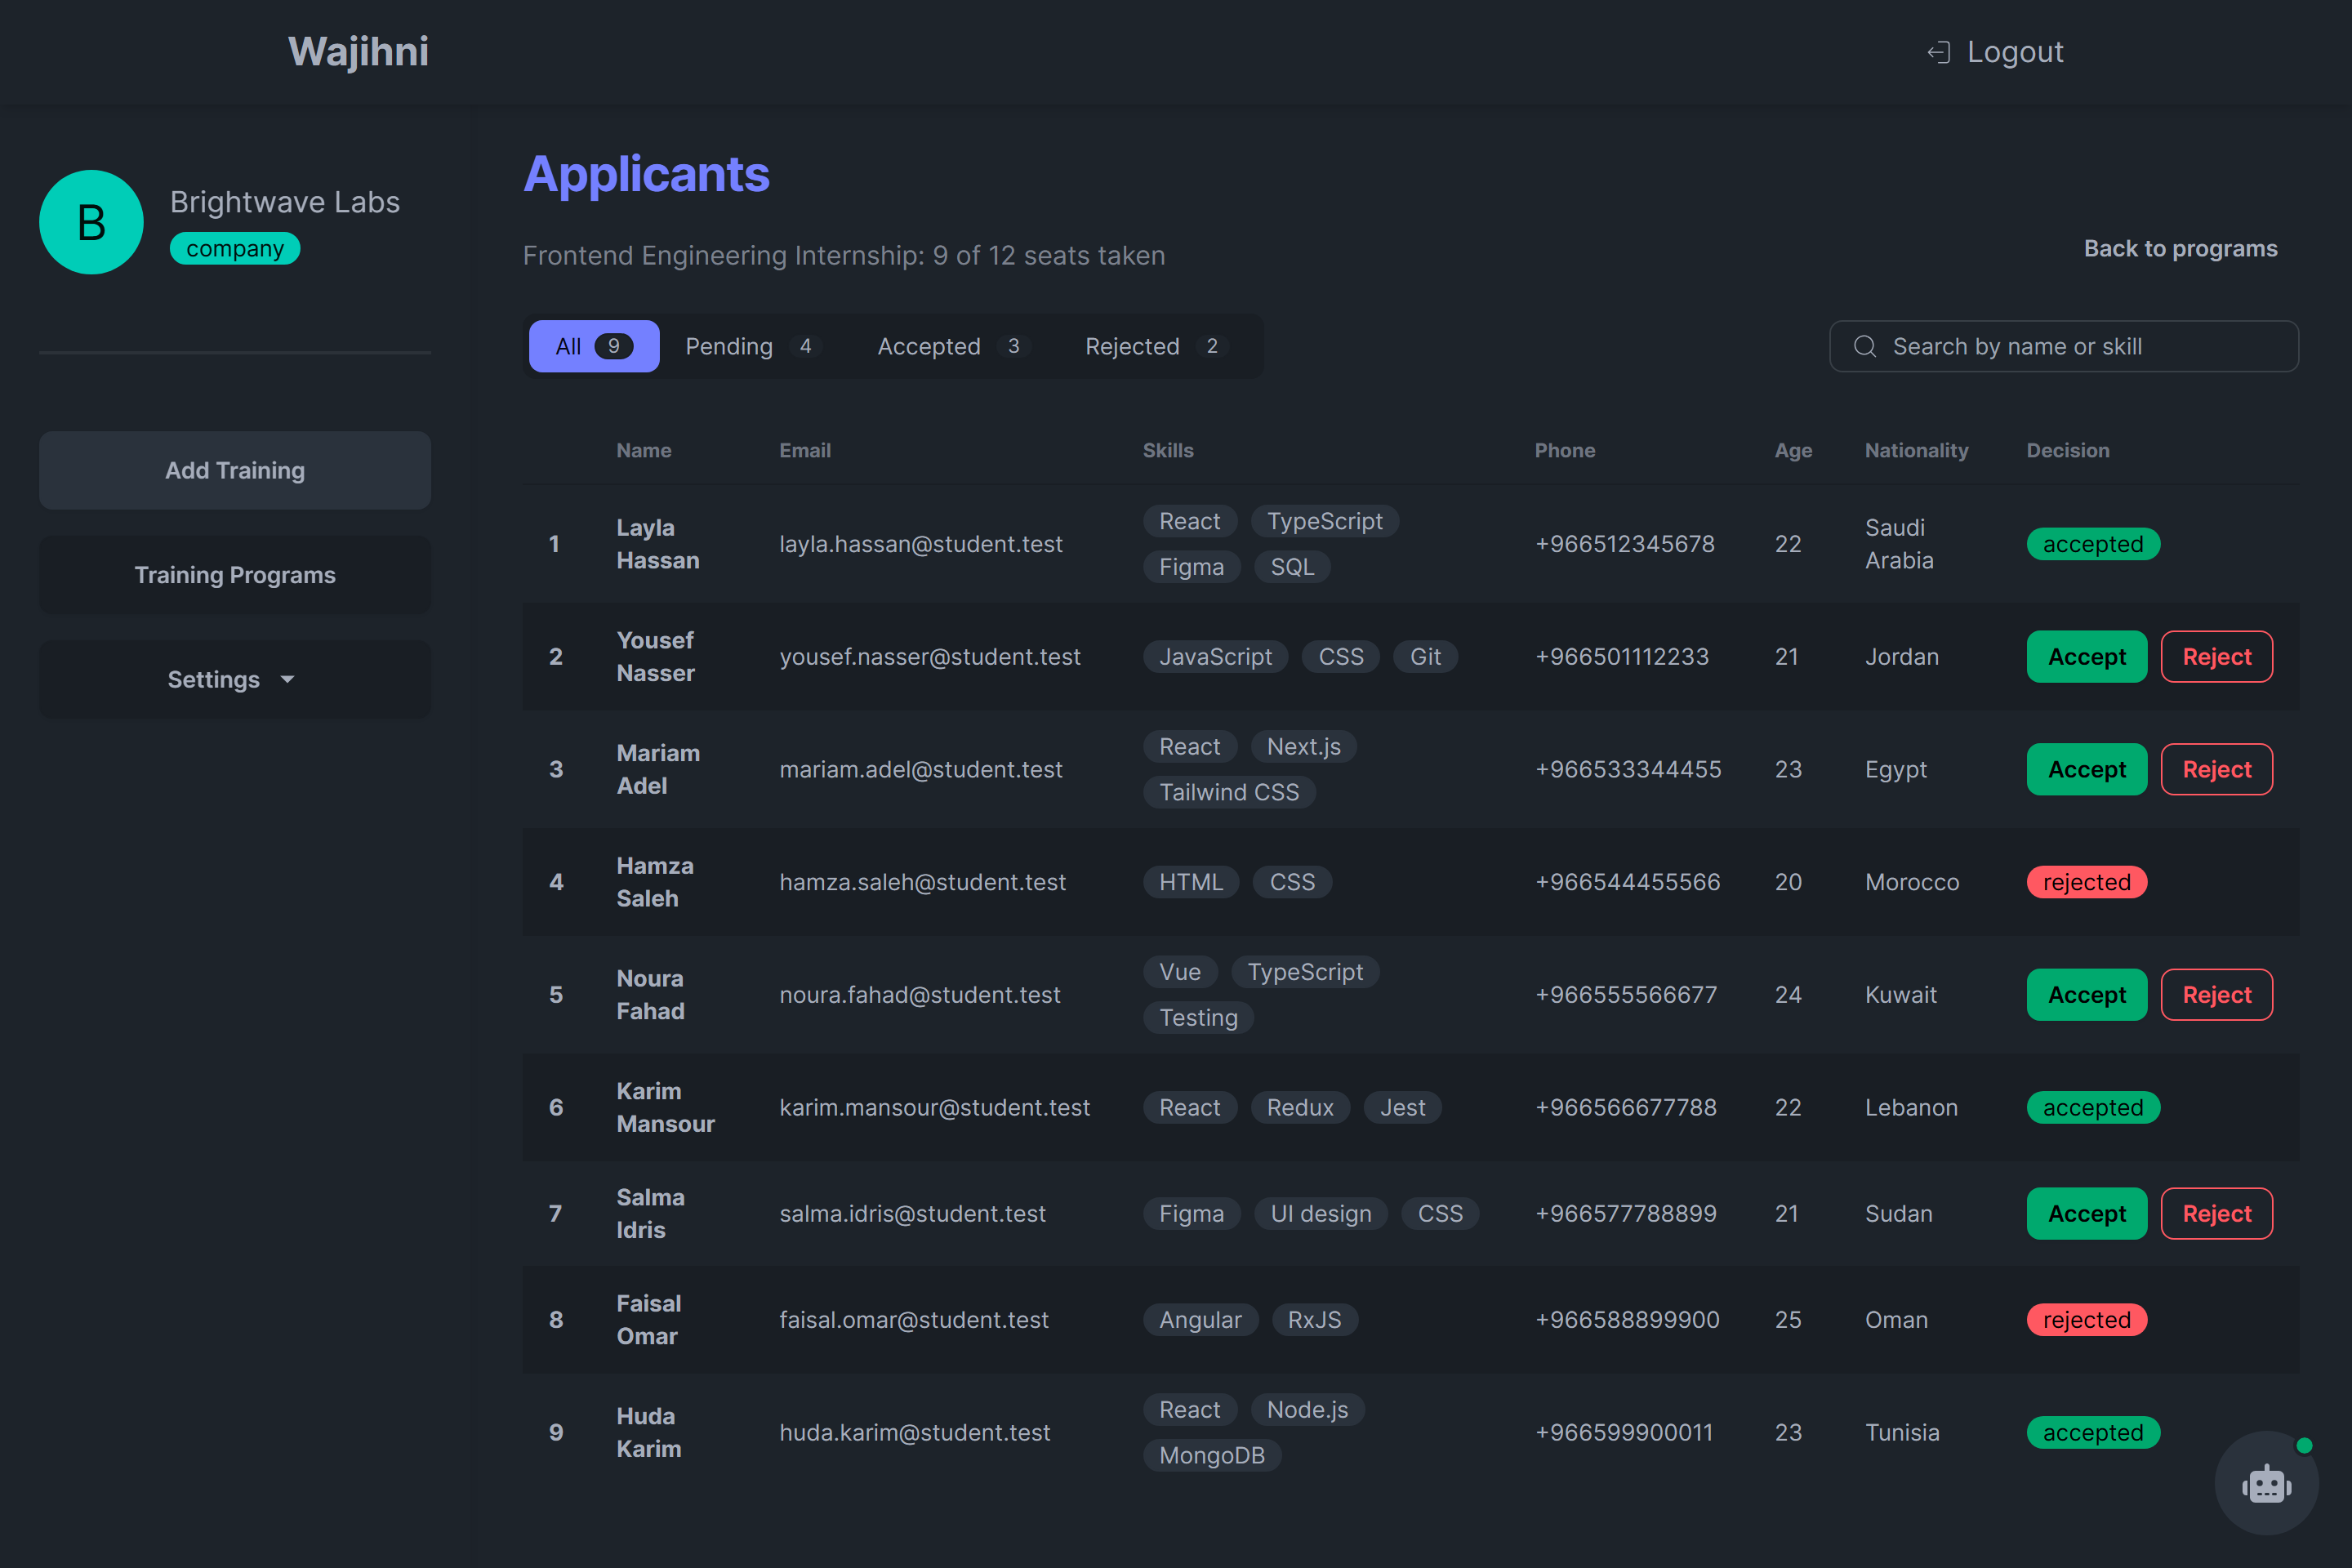 Wajihni
Logout
B
Brightwave Labs
company
Add Training
Training Programs
Settings
Applicants
Frontend Engineering Internship: 9 of 12 seats taken
Back to programs
All 9 Pending 4 Accepted 3 Rejected 2
Search by name or skill
Name Email Skills Phone Age Nationality Decision
1 Layla Hassan layla.hassan@student.test React TypeScript Figma SQL +966512345678 22 Saudi Arabia accepted
2 Yousef Nasser yousef.nasser@student.test JavaScript CSS Git +966501112233 21 Jordan Accept Reject
3 Mariam Adel mariam.adel@student.test React Next.js Tailwind CSS +966533344455 23 Egypt Accept Reject
4 Hamza Saleh hamza.saleh@student.test HTML CSS +966544455566 20 Morocco rejected
5 Noura Fahad noura.fahad@student.test Vue TypeScript Testing +966555566677 24 Kuwait Accept Reject
6 Karim Mansour karim.mansour@student.test React Redux Jest +966566677788 22 Lebanon accepted
7 Salma Idris salma.idris@student.test Figma UI design CSS +966577788899 21 Sudan Accept Reject
8 Faisal Omar faisal.omar@student.test Angular RxJS +966588899900 25 Oman rejected
9 Huda Karim huda.karim@student.test React Node.js MongoDB +966599900011 23 Tunisia accepted